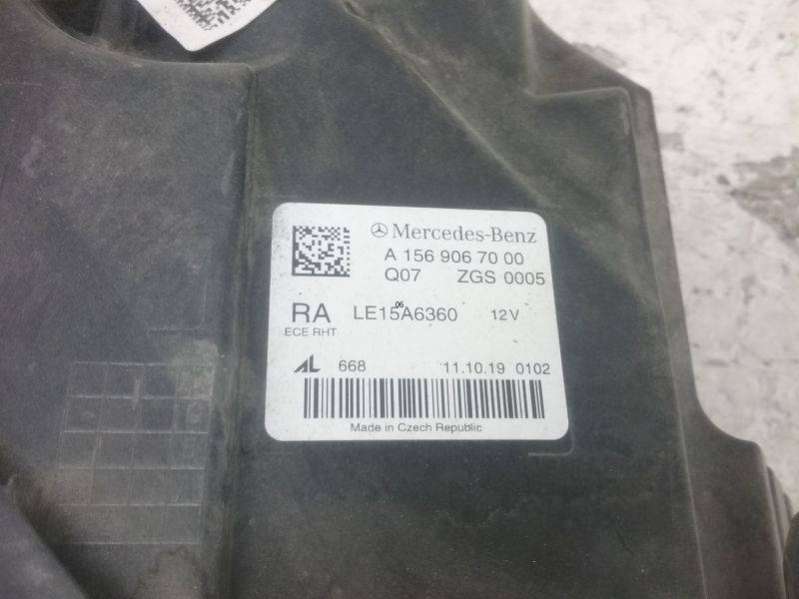 Mercedes-Benz
A 156 906 70 00
Q07 ZGS 0005
RA LE15A6360 12V
06
ECE RHT
AL 668 11.10.19 0102
Made in Czech Republic